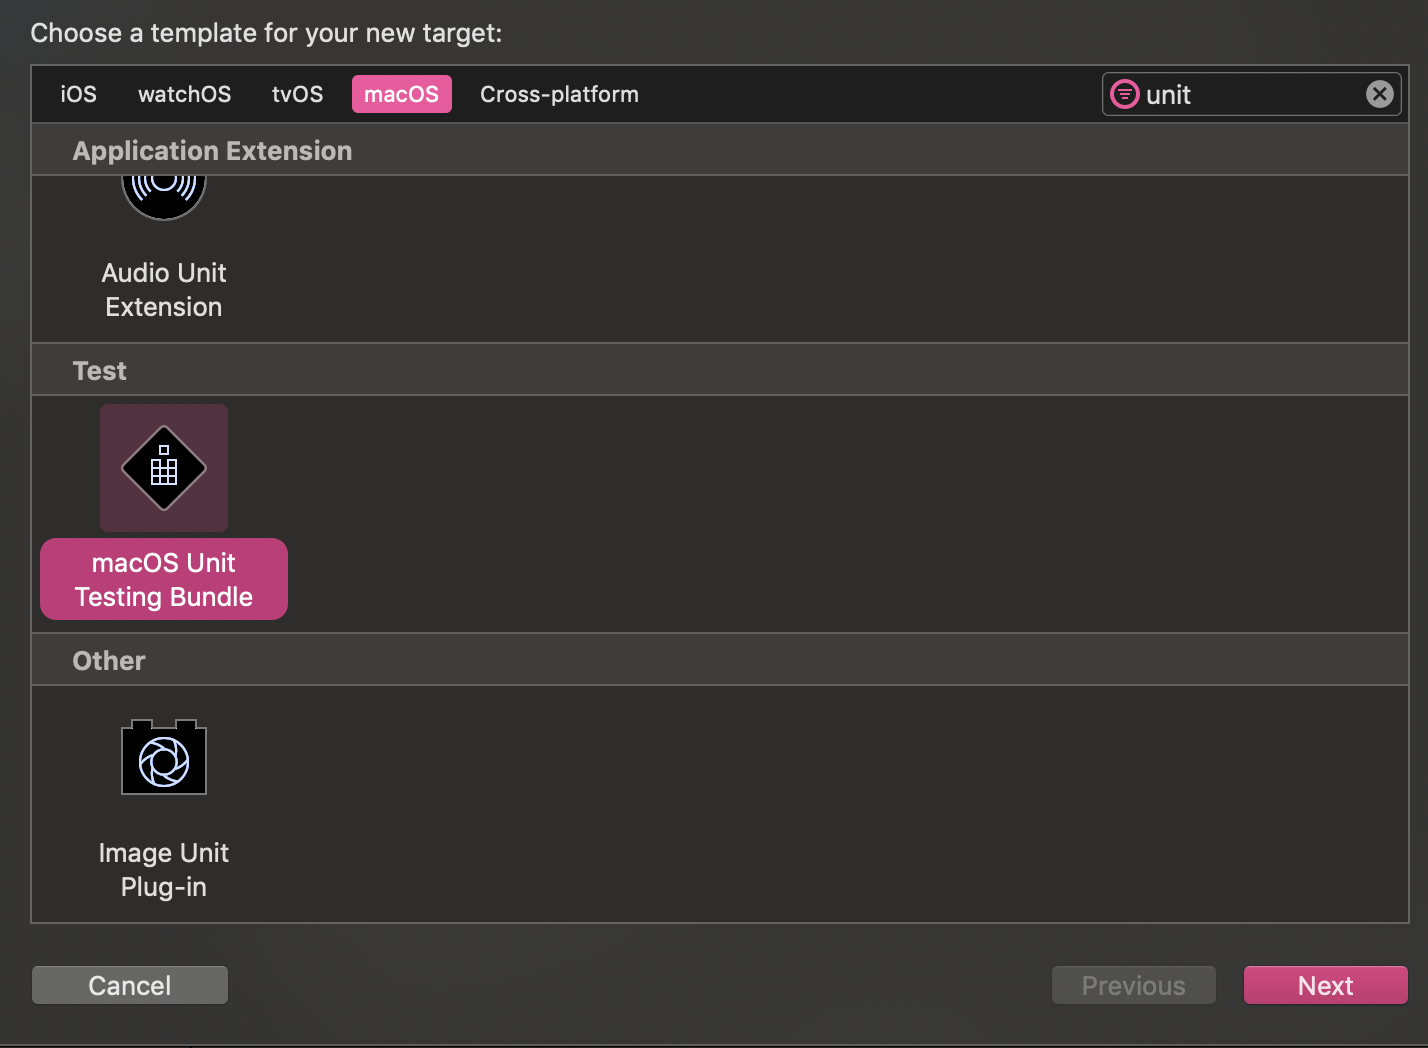 Choose a template for your new target:
iOS watchOS tvOS macOS Cross-platform unit
Application Extension
Audio Unit
Extension
Test
macOS Unit
Testing Bundle
Other
Image Unit
Plug-in
Cancel Previous Next